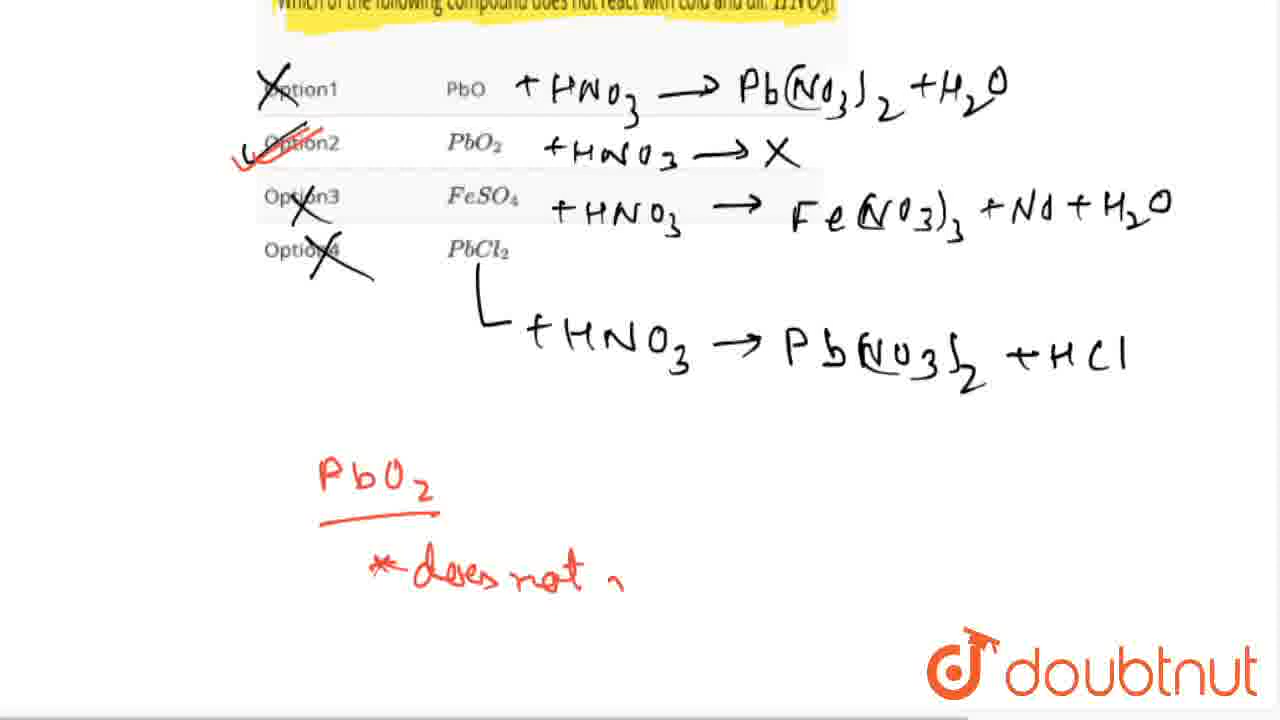 Which of the following compound does not react with cold and dil. HNO3?
Option1 PbO + HNO₃ → Pb(NO₃)₂ + H₂O
Option2 PbO₂ + HNO₃ → X
Option3 FeSO₄ + HNO₃ → Fe(NO₃)₃ + NO + H₂O
Option4 PbCl₂
+ HNO₃ → Pb(NO₃)₂ + HCl
PbO₂
* does not
doubtnut